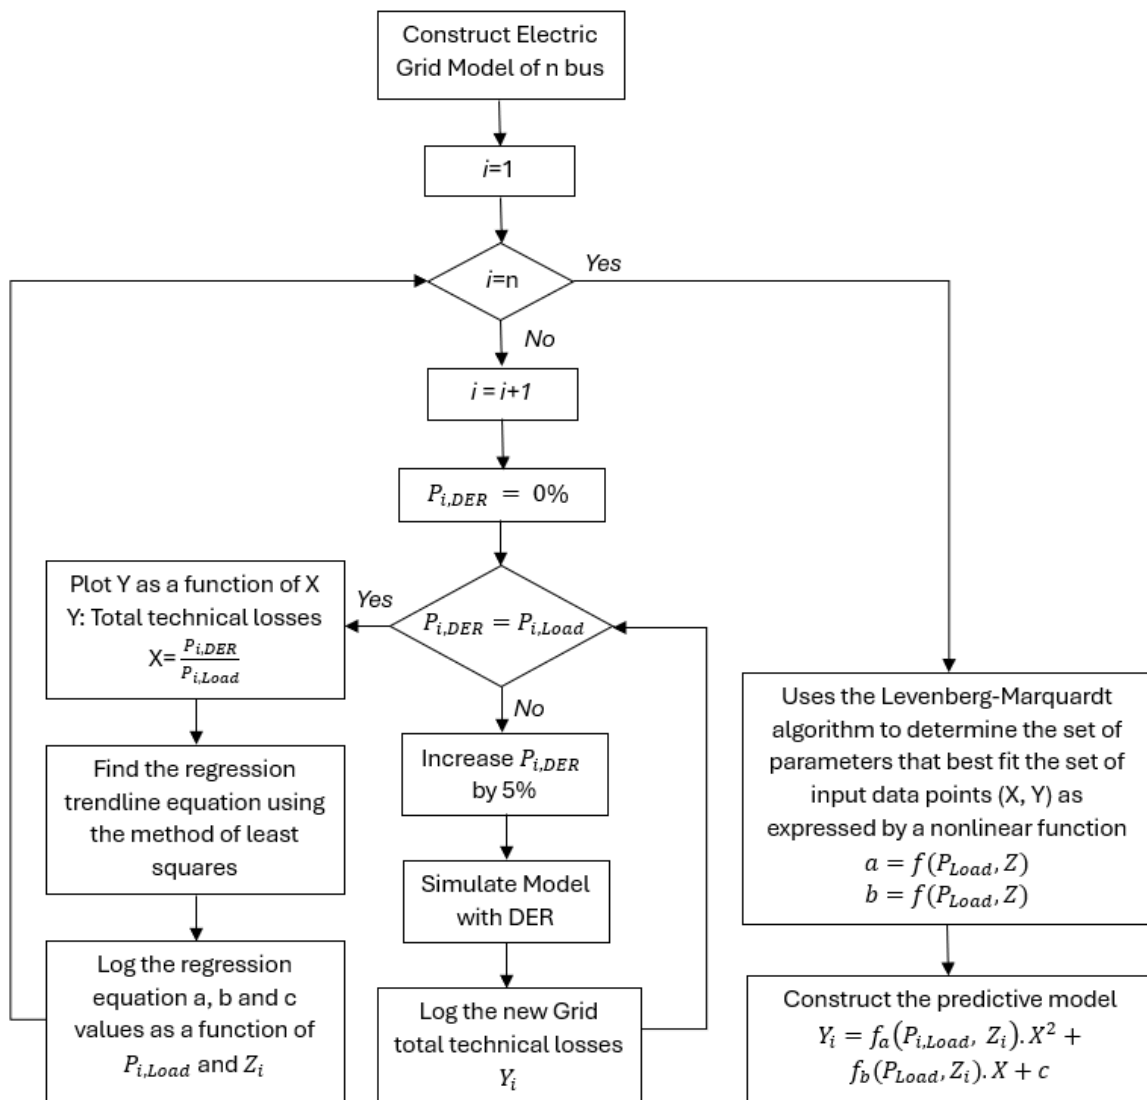 Construct Electric
Grid Model of n bus
i=1
i=n
Yes
No
i = i+1
P_{i,DER} = 0%
P_{i,DER} = P_{i,Load}
Yes
No
Plot Y as a function of X
Y: Total technical losses
X=\frac{P_{i,DER}}{P_{i,Load}}
Find the regression
trendline equation using
the method of least
squares
Log the regression
equation a, b and c
values as a function of
P_{i,Load} and Z_i
Increase P_{i,DER}
by 5%
Simulate Model
with DER
Log the new Grid
total technical losses
Y_i
Uses the Levenberg-Marquardt
algorithm to determine the set of
parameters that best fit the set of
input data points (X, Y) as
expressed by a nonlinear function
a = f(P_{Load}, Z)
b = f(P_{Load}, Z)
Construct the predictive model
Y_i = f_a(P_{i,Load}, Z_i).X^2 +
f_b(P_{Load}, Z_i).X + c